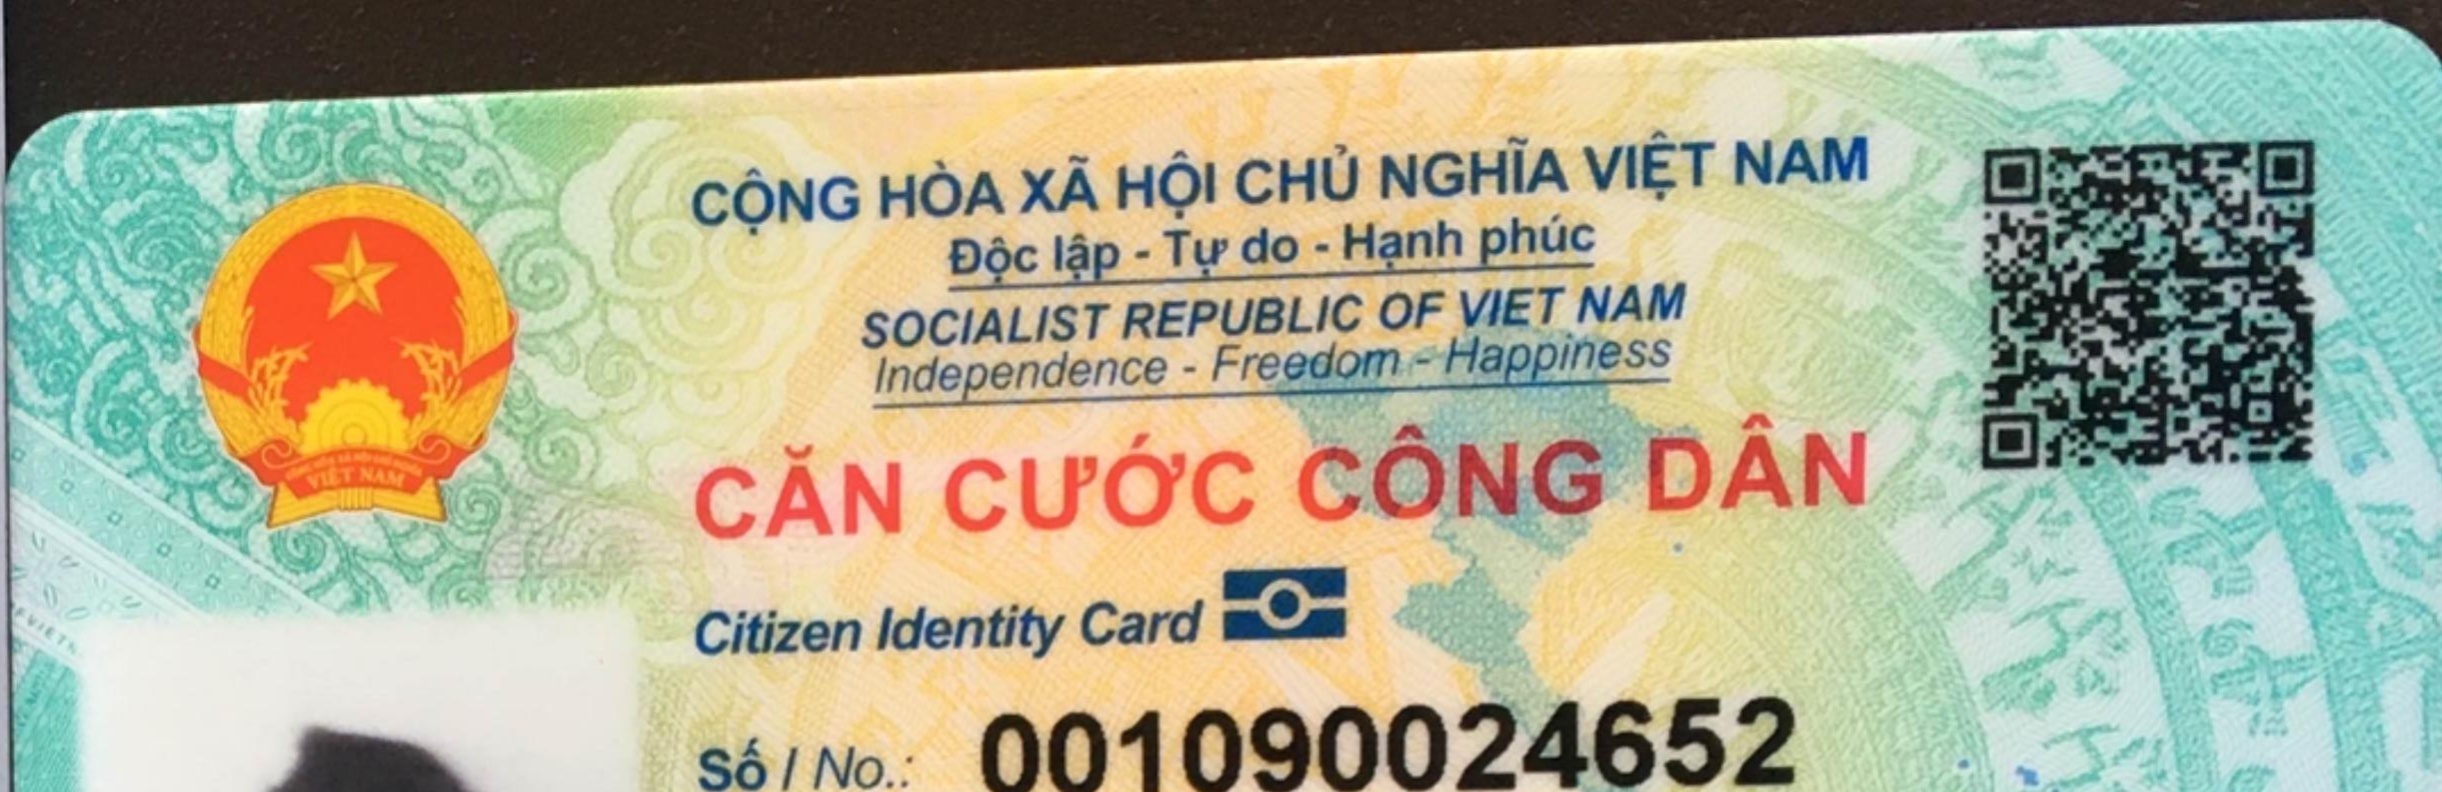 CỘNG HÒA XÃ HỘI CHỦ NGHĨA VIỆT NAM
Độc lập - Tự do - Hạnh phúc
SOCIALIST REPUBLIC OF VIET NAM
Independence - Freedom - Happiness
CĂN CƯỚC CÔNG DÂN
Citizen Identity Card
Số / No.: 001090024652
VIỆT NAM